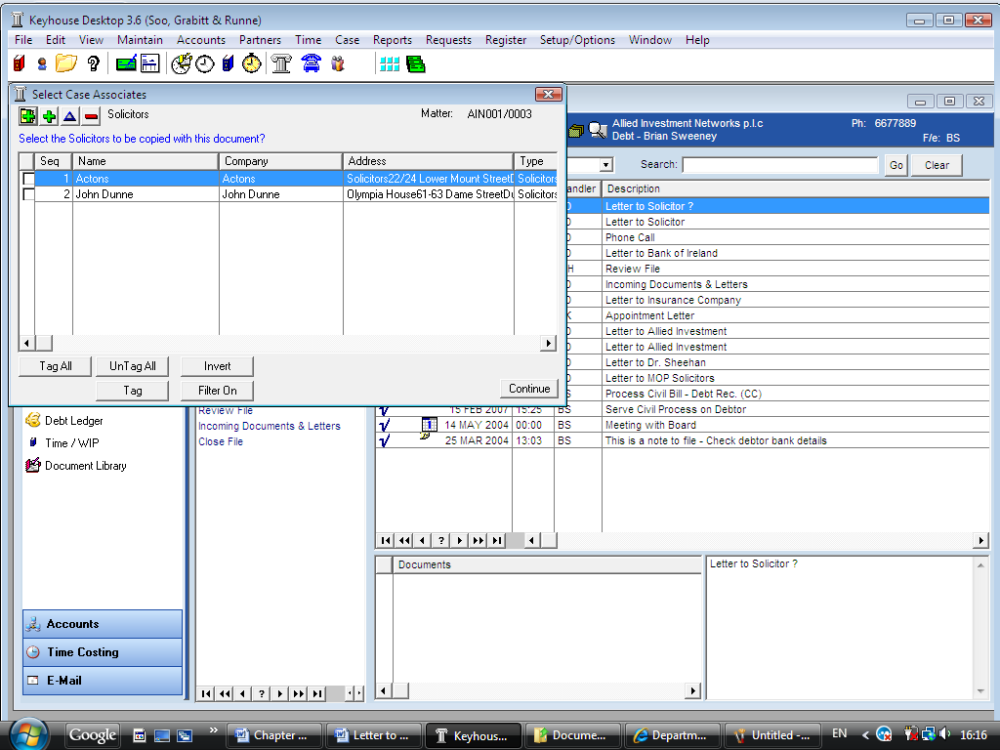 Keyhouse Desktop 3.6 (Soo, Grabitt & Runne)
File Edit View Maintain Accounts Partners Time Case Reports Requests Register Setup/Options Window Help
Select Case Associates
Solicitors Matter: AIN001/0003
Select the Solicitors to be copied with this document?
Seq Name Company Address Type
1 Actons Actons Solicitors22/24 Lower Mount Street Solicitors
2 John Dunne John Dunne Olympia House61-63 Dame StreetDu Solicitors
Tag All UnTag All Invert
Tag Filter On Continue
Allied Investment Networks p.l.c Ph: 6677889
Debt - Brian Sweeney F/e: BS
Search: Go Clear
andler Description
Letter to Solicitor ?
Letter to Solicitor
Phone Call
Letter to Bank of Ireland
H Review File
Incoming Documents & Letters
Letter to Insurance Company
K Appointment Letter
Letter to Allied Investment
Letter to Allied Investment
Letter to Dr. Sheehan
Letter to MOP Solicitors
S Process Civil Bill - Debt Rec. (CC)
15 FEB 2007 15:25 BS Serve Civil Process on Debtor
14 MAY 2004 00:00 BS Meeting with Board
25 MAR 2004 13:03 BS This is a note to file - Check debtor bank details
Debt Ledger
Time / WIP
Document Library
Review File
Incoming Documents & Letters
Close File
Accounts
Time Costing
E-Mail
Documents
Letter to Solicitor ?
Google Chapter ... Letter to ... Keyhous... Docume... Departm... Untitled -... EN 16:16